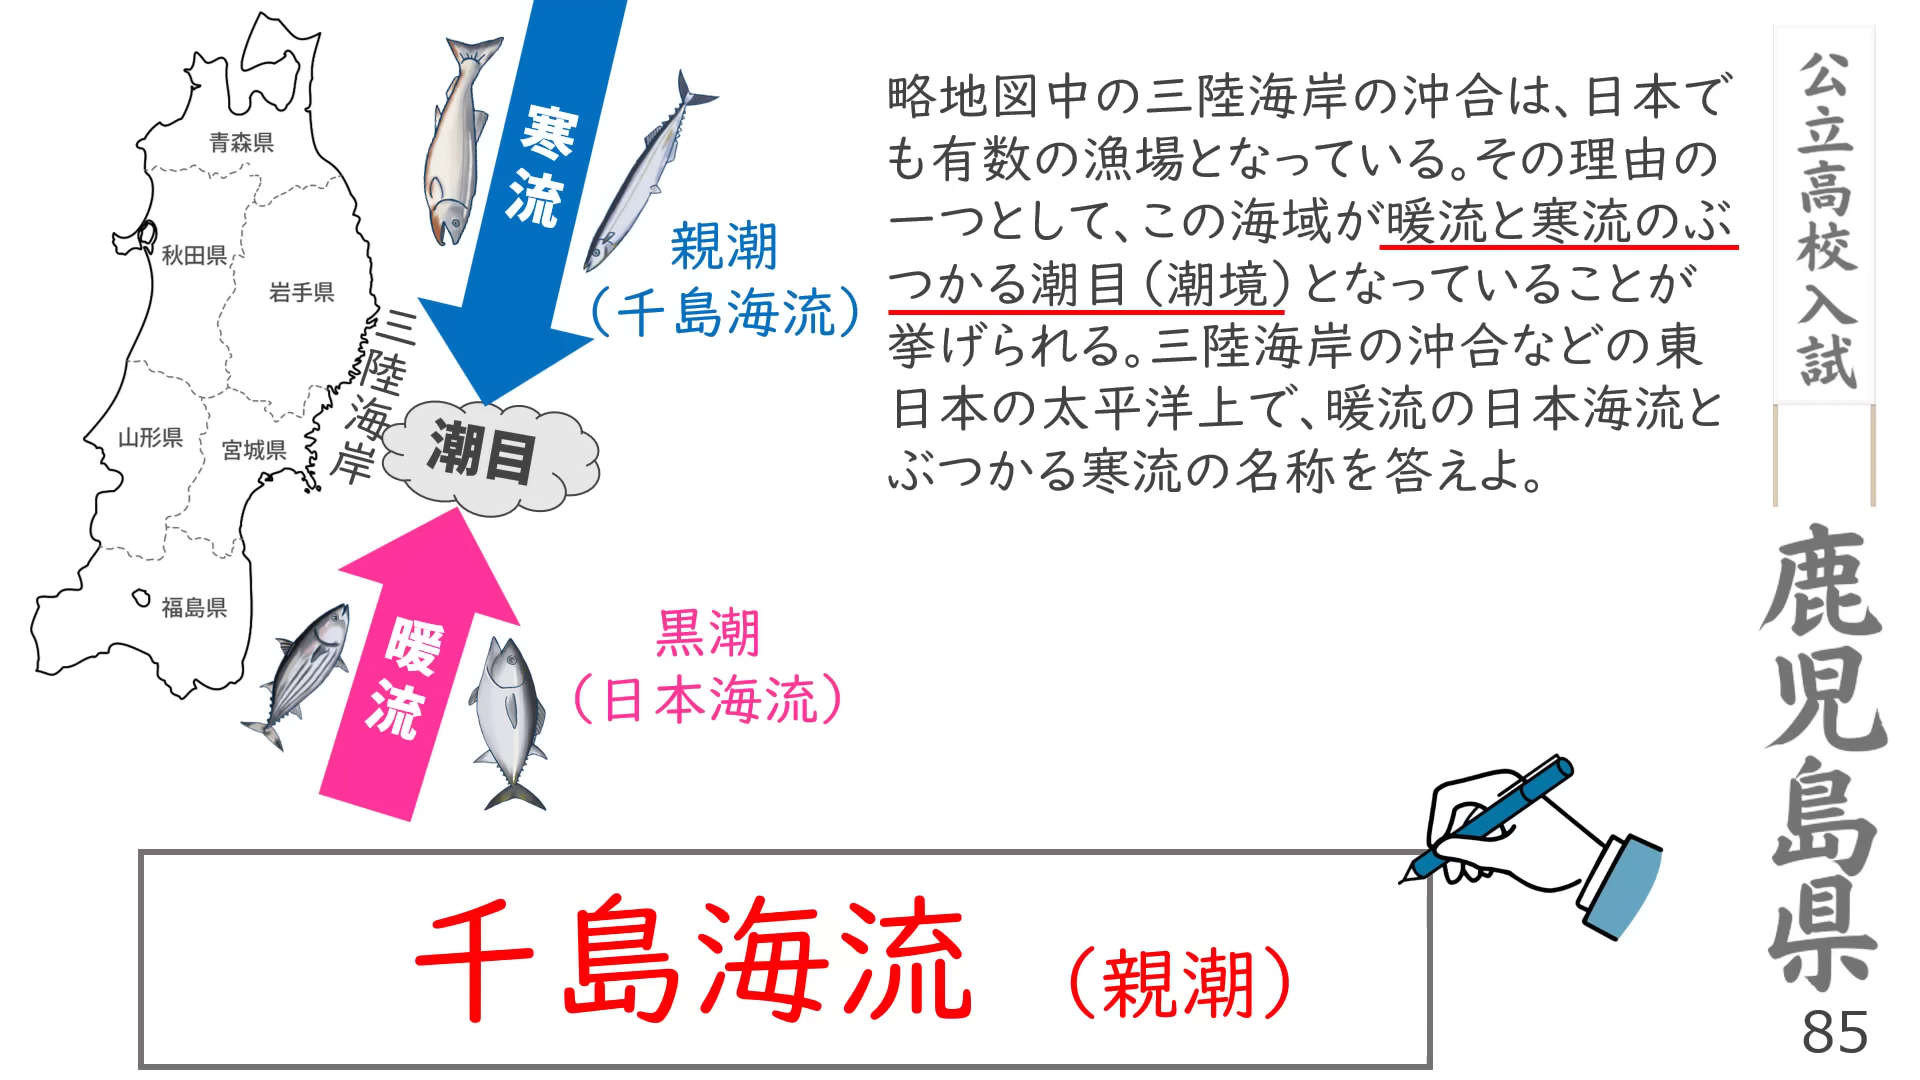 青森県
秋田県
岩手県
山形県
宮城県
福島県
三陸海岸
寒流
親潮
（千島海流）
潮目
暖流
黒潮
（日本海流）
略地図中の三陸海岸の沖合は、日本で
も有数の漁場となっている。その理由の
一つとして、この海域が暖流と寒流のぶ
つかる潮目（潮境）となっていることが
挙げられる。三陸海岸の沖合などの東
日本の太平洋上で、暖流の日本海流と
ぶつかる寒流の名称を答えよ。
千島海流 （親潮）
公立高校入試
鹿児島県
85